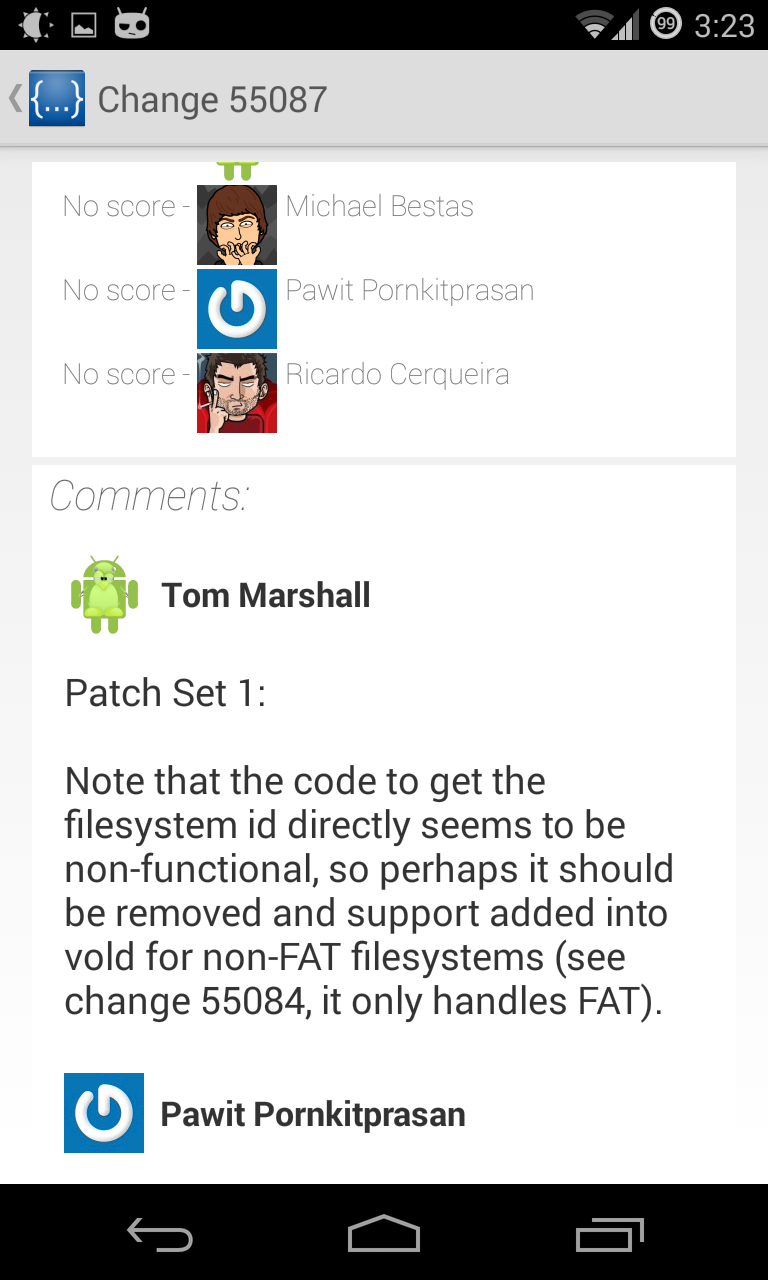 99 3:23
{...} Change 55087
No score - Michael Bestas
No score - Pawit Pornkitprasan
No score - Ricardo Cerqueira
Comments:
Tom Marshall
Patch Set 1:
Note that the code to get the
filesystem id directly seems to be
non-functional, so perhaps it should
be removed and support added into
vold for non-FAT filesystems (see
change 55084, it only handles FAT).
Pawit Pornkitprasan